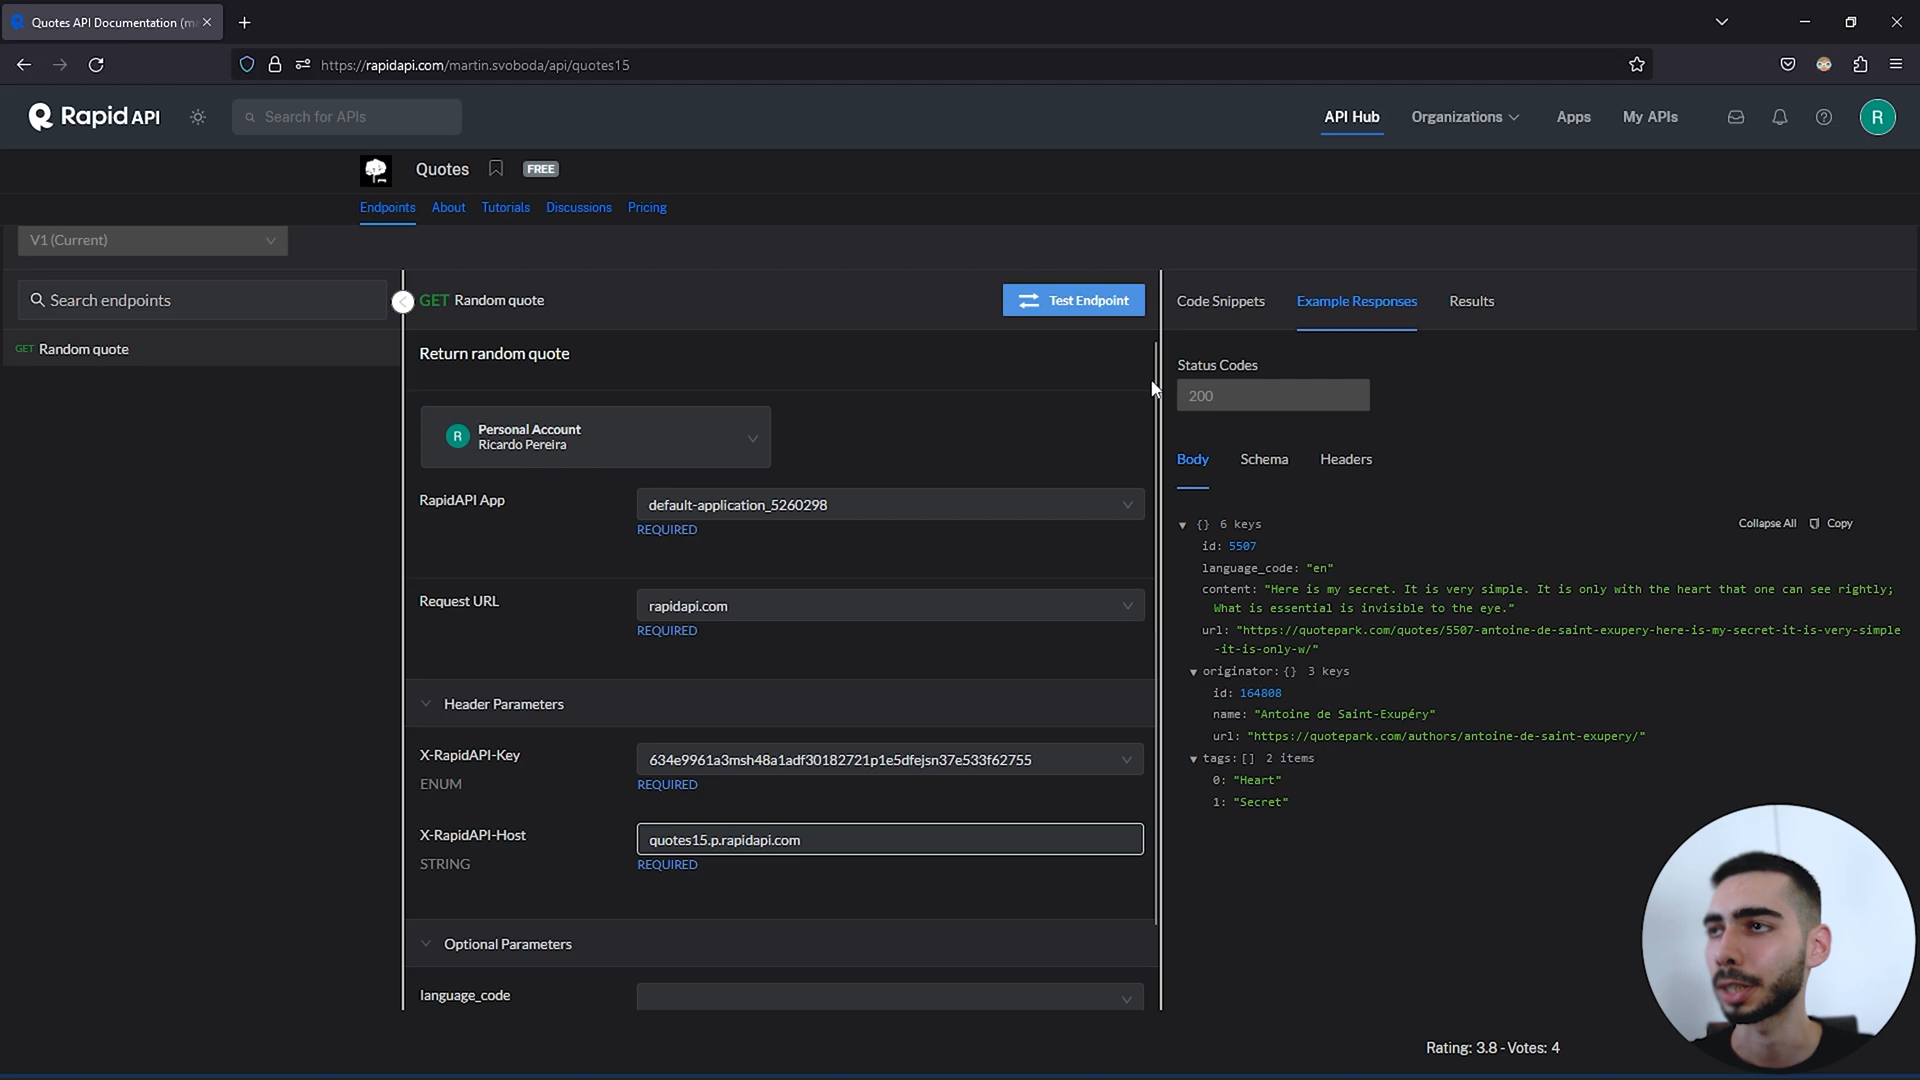 Quotes API Documentation (ma
https://rapidapi.com/martin.svoboda/api/quotes15
Rapid API
Search for APIs
API Hub
Organizations
Apps
My APIs
R
Quotes
FREE
Endpoints
About
Tutorials
Discussions
Pricing
V1 (Current)
Search endpoints
GET Random quote
GET Random quote
Test Endpoint
Return random quote
R
Personal Account
Ricardo Pereira
RapidAPI App
default-application_5260298
REQUIRED
Request URL
rapidapi.com
REQUIRED
Header Parameters
X-RapidAPI-Key
634e9961a3msh48a1adf30182721p1e5dfejsn37e533f62755
ENUM
REQUIRED
X-RapidAPI-Host
quotes15.p.rapidapi.com
STRING
REQUIRED
Optional Parameters
language_code
Code Snippets
Example Responses
Results
Status Codes
200
Body
Schema
Headers
{} 6 keys
Collapse All
Copy
id: 5507
language_code: "en"
content: "Here is my secret. It is very simple. It is only with the heart that one can see rightly;
What is essential is invisible to the eye."
url: "https://quotepark.com/quotes/5507-antoine-de-saint-exupery-here-is-my-secret-it-is-very-simple
-it-is-only-w/"
originator: {} 3 keys
id: 164808
name: "Antoine de Saint-Exupéry"
url: "https://quotepark.com/authors/antoine-de-saint-exupery/"
tags: [] 2 items
0: "Heart"
1: "Secret"
Rating: 3.8 - Votes: 4